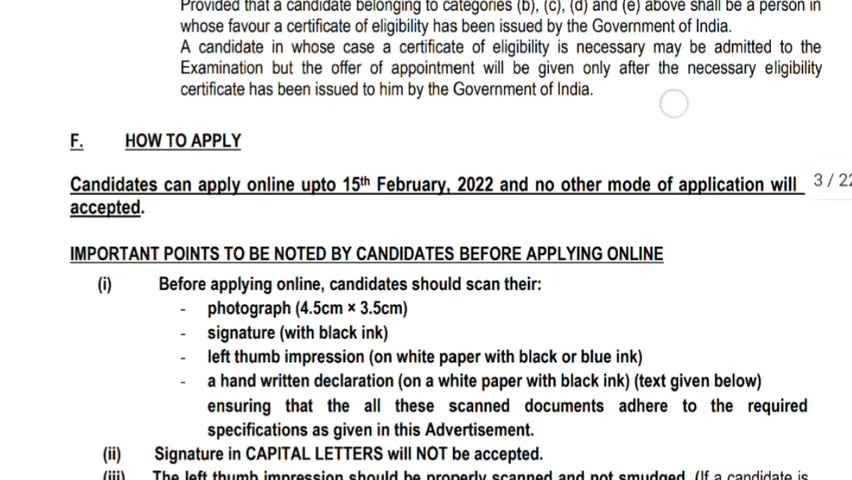 Provided that a candidate belonging to categories (b), (c), (d) and (e) above shall be a person in
whose favour a certificate of eligibility has been issued by the Government of India.
A candidate in whose case a certificate of eligibility is necessary may be admitted to the
Examination but the offer of appointment will be given only after the necessary eligibility
certificate has been issued to him by the Government of India.
F. HOW TO APPLY
Candidates can apply online upto 15th February, 2022 and no other mode of application will
3 / 22
accepted.
IMPORTANT POINTS TO BE NOTED BY CANDIDATES BEFORE APPLYING ONLINE
(i) Before applying online, candidates should scan their:
- photograph (4.5cm × 3.5cm)
- signature (with black ink)
- left thumb impression (on white paper with black or blue ink)
- a hand written declaration (on a white paper with black ink) (text given below)
ensuring that the all these scanned documents adhere to the required
specifications as given in this Advertisement.
(ii) Signature in CAPITAL LETTERS will NOT be accepted.
(iii) The left thumb impression should be properly scanned and not smudged. (If a candidate is